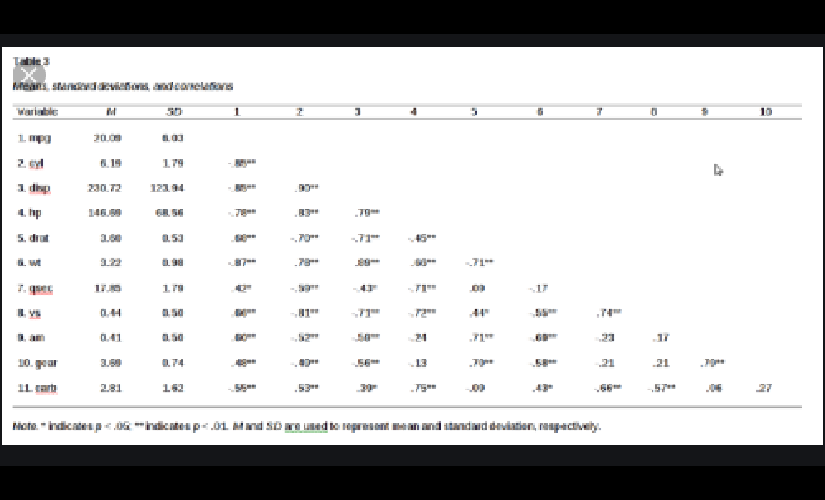 Table 3
Means, standard deviations, and correlations
Variable M SD 1 2 3 4 5 6 7 8 9 10
1. mpg 20.09 6.03
2. cyl 6.19 1.79 -.85**
3. disp 230.72 123.94 -.85** .90**
4. hp 146.69 68.56 -.78** .83** .79**
5. drat 3.60 0.53 .68** -.70** -.71** -.45**
6. wt 3.22 0.98 -.87** .78** .89** .66** -.71**
7. qsec 17.85 1.79 .42* -.59** -.43* -.71** .09 -.17
8. vs 0.44 0.50 .66** -.81** -.71** -.72** .44* -.55** .74**
9. am 0.41 0.50 .60** -.52** -.59** -.24 .71** -.69** -.23 .17
10. gear 3.69 0.74 .48** -.49** -.56** -.13 .70** -.58** -.21 .21 .79**
11. carb 2.81 1.62 -.55** .53** .39* .75** -.09 .43* -.66** -.57** .06 .27
Note. * indicates p < .05; ** indicates p < .01. M and SD are used to represent mean and standard deviation, respectively.